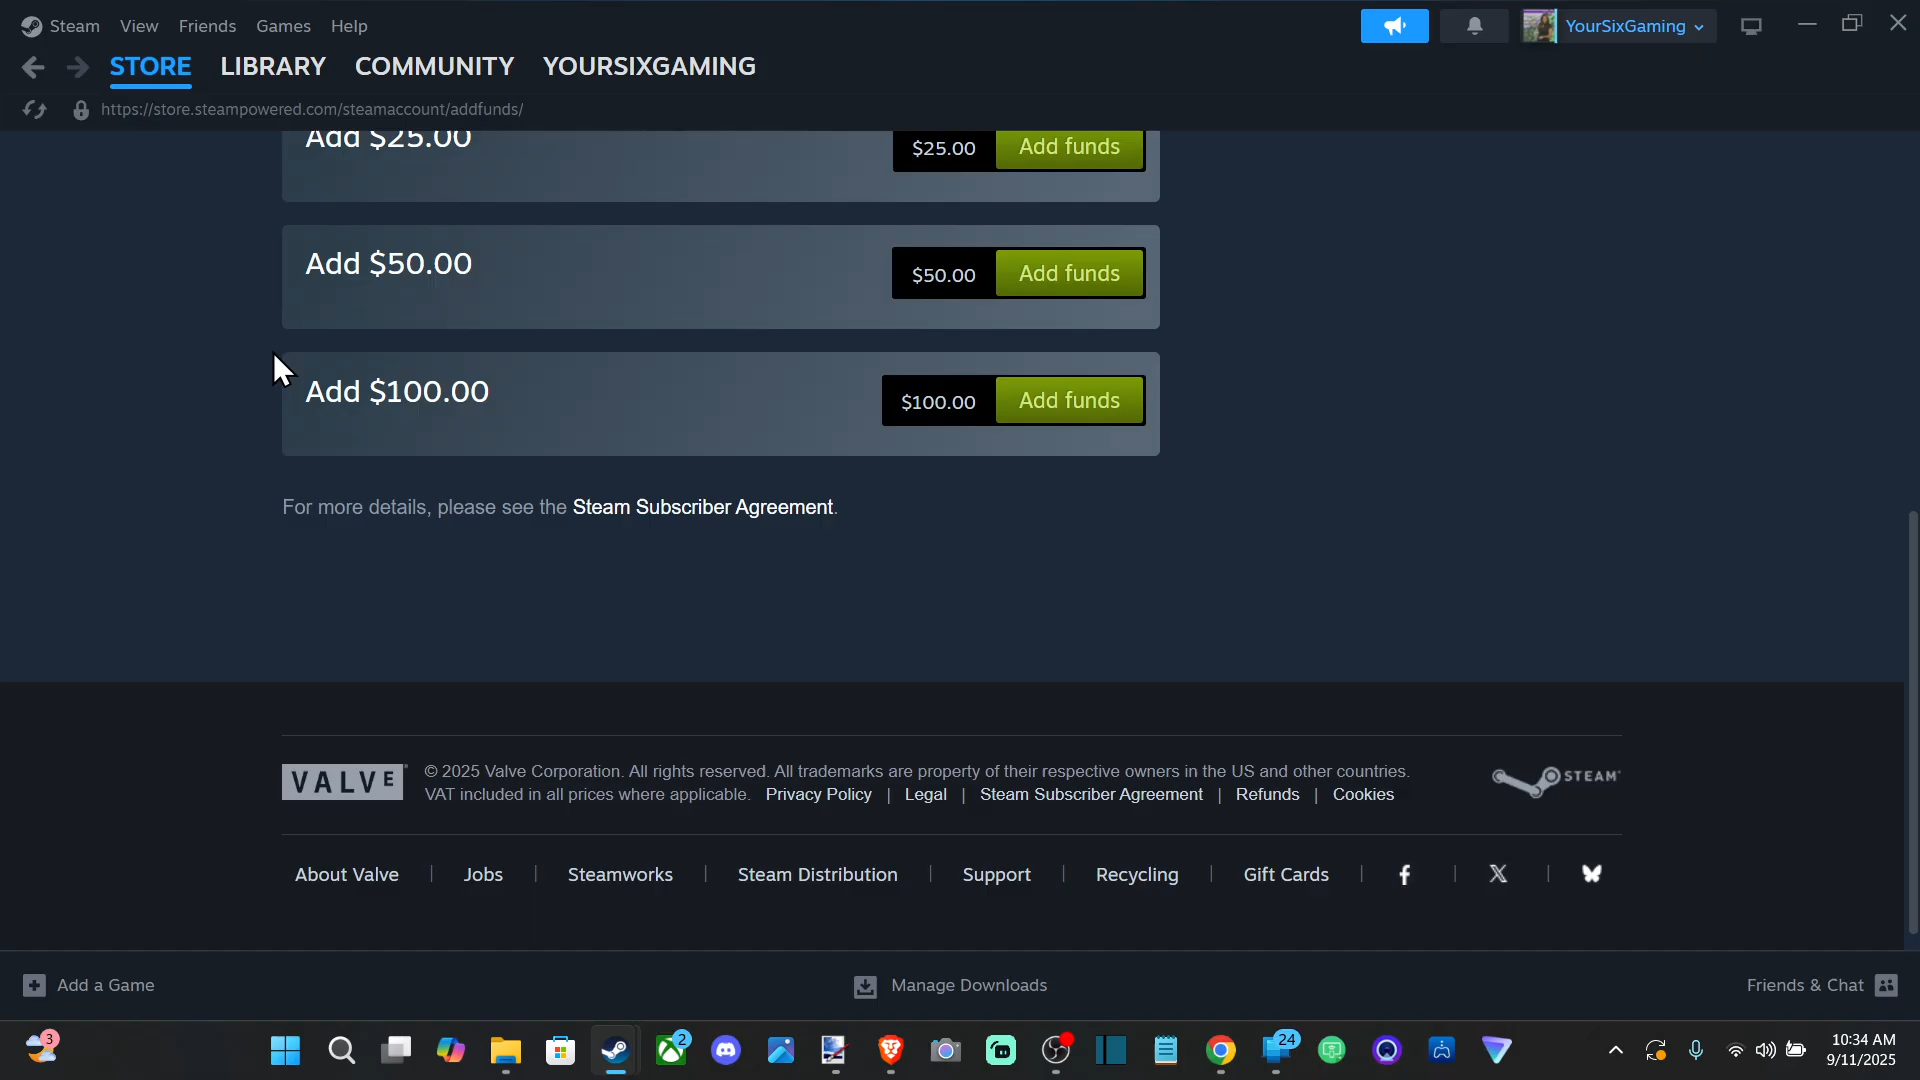 Steam View Friends Games Help
YourSixGaming
STORE LIBRARY COMMUNITY YOURSIXGAMING
https://store.steampowered.com/steamaccount/addfunds/
Add $25.00
$25.00 Add funds
Add $50.00
$50.00 Add funds
Add $100.00
$100.00 Add funds
For more details, please see the Steam Subscriber Agreement.
VALVE
© 2025 Valve Corporation. All rights reserved. All trademarks are property of their respective owners in the US and other countries.
VAT included in all prices where applicable. Privacy Policy | Legal | Steam Subscriber Agreement | Refunds | Cookies
STEAM
About Valve | Jobs | Steamworks | Steam Distribution | Support | Recycling | Gift Cards
Add a Game
Manage Downloads
Friends & Chat
3
2
24
10:34 AM
9/11/2025